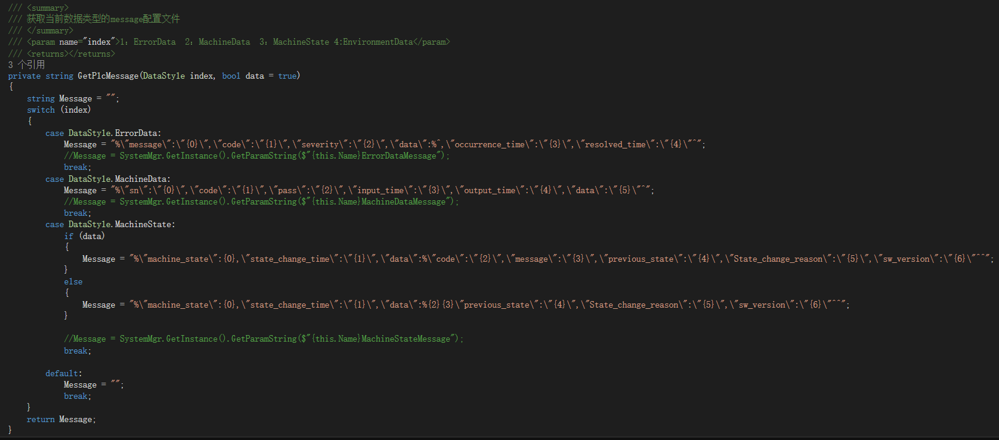 /// <summary>
/// 获取当前数据类型的message配置文件
/// </summary>
/// <param name="index">1：ErrorData  2：MachineData  3：MachineState 4:EnvironmentData</param>
/// <returns></returns>
3 个引用
private string GetPlcMessage(DataStyle index, bool data = true)
{
    string Message = "";
    switch (index)
    {
        case DataStyle.ErrorData:
            Message = "%\"message\":\"{0}\",\"code\":\"{1}\",\"severity\":\"{2}\",\"data\":%^,\"occurrence_time\":\"{3}\",\"resolved_time\":\"{4}\"^";
            //Message = SystemMgr.GetInstance().GetParamString($"{this.Name}ErrorDataMessage");
            break;
        case DataStyle.MachineData:
            Message = "%\"sn\":\"{0}\",\"code\":\"{1}\",\"pass\":\"{2}\",\"input_time\":\"{3}\",\"output_time\":\"{4}\",\"data\":\"{5}\"^";
            //Message = SystemMgr.GetInstance().GetParamString($"{this.Name}MachineDataMessage");
            break;
        case DataStyle.MachineState:
            if (data)
            {
                Message = "%\"machine_state\":{0},\"state_change_time\":\"{1}\",\"data\":%\"code\":\"{2}\",\"message\":\"{3}\",\"previous_state\":\"{4}\",\"State_change_reason\":\"{5}\",\"sw_version\":\"{6}\"^^";
            }
            else
            {
                Message = "%\"machine_state\":{0},\"state_change_time\":\"{1}\",\"data\":%{2}{3}\"previous_state\":\"{4}\",\"State_change_reason\":\"{5}\",\"sw_version\":\"{6}\"^^";
            }

            //Message = SystemMgr.GetInstance().GetParamString($"{this.Name}MachineStateMessage");
            break;

        default:
            Message = "";
            break;
    }
    return Message;
}